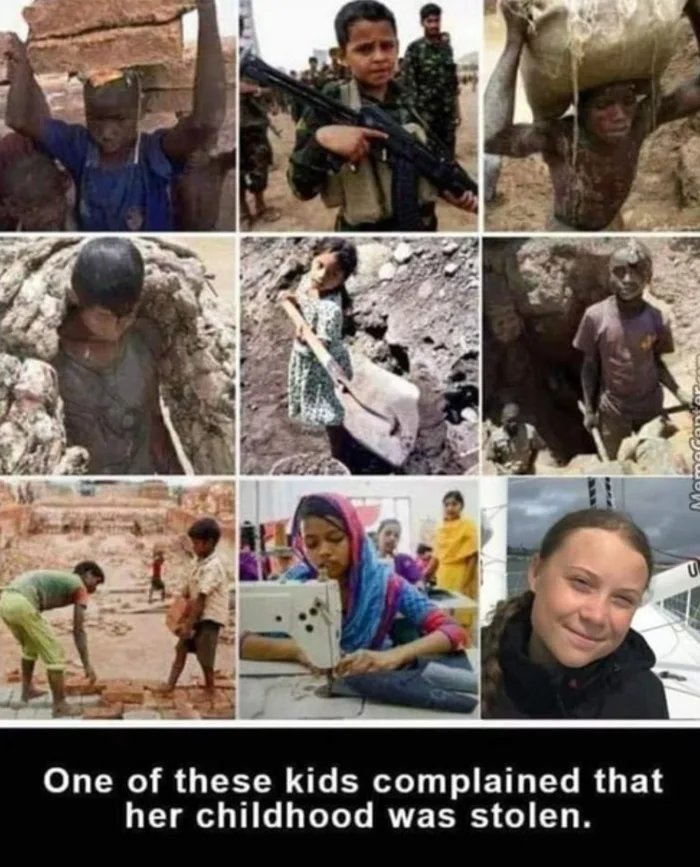 One of these kids complained that
her childhood was stolen.